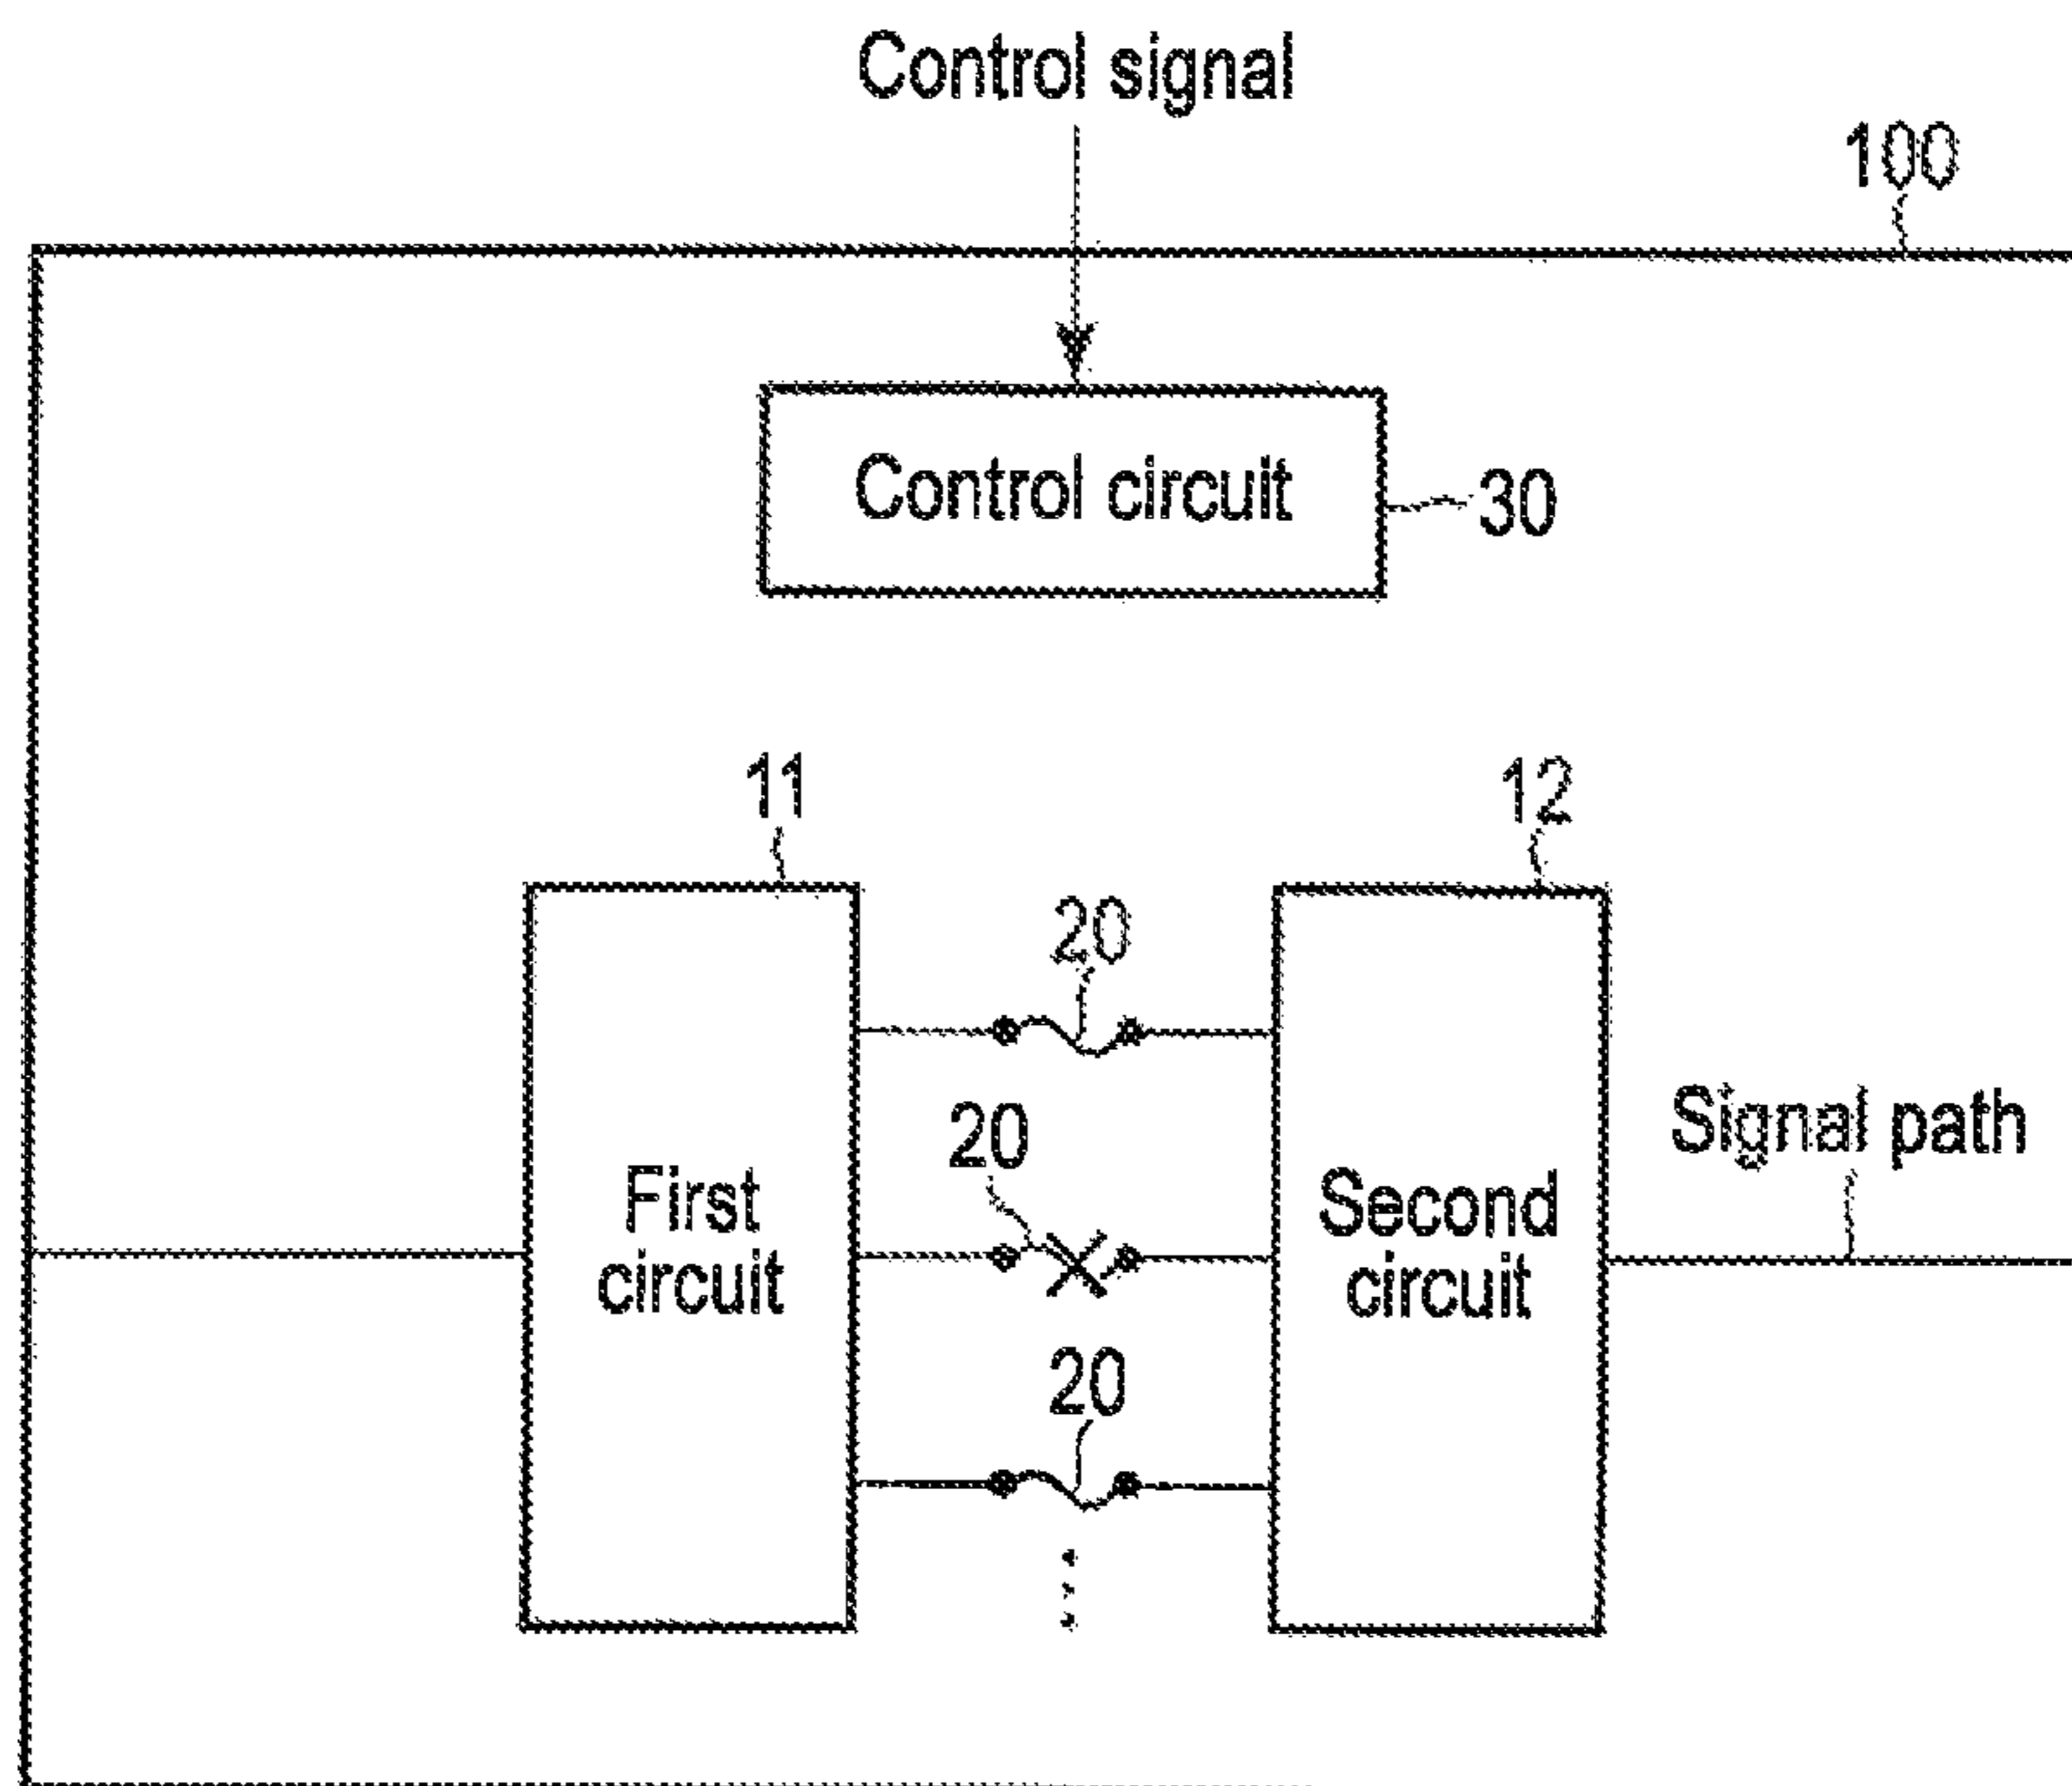 Control signal
100
Control circuit
30
11
12
20
20
Signal path
First
circuit
Second
circuit
20